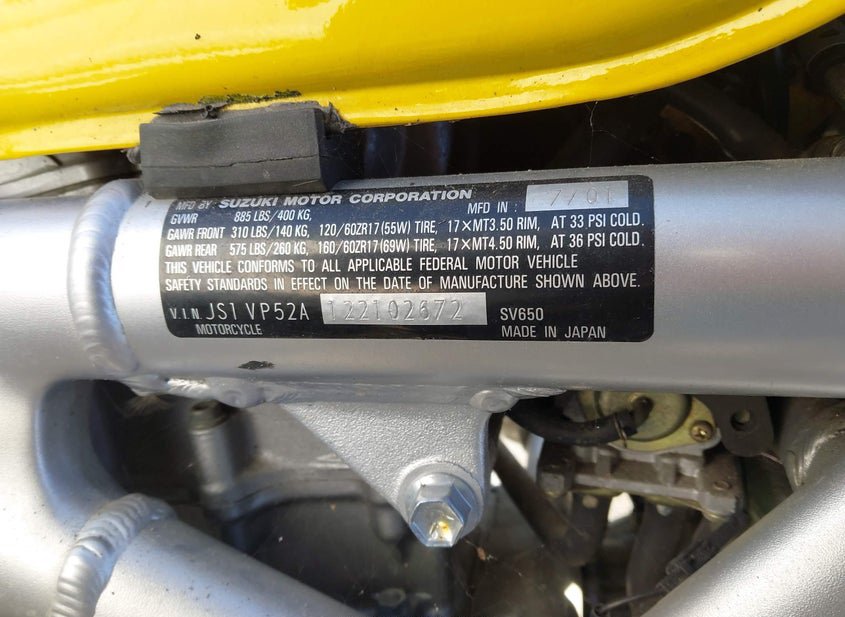 MFD BY SUZUKI MOTOR CORPORATION MFD IN : 7/01
GVWR 885 LBS/400 KG,
GAWR FRONT 310 LBS/140 KG, 120/60ZR17(55W) TIRE, 17×MT3.50 RIM, AT 33 PSI COLD.
GAWR REAR 575 LBS/260 KG, 160/60ZR17(69W) TIRE, 17×MT4.50 RIM, AT 36 PSI COLD.
THIS VEHICLE CONFORMS TO ALL APPLICABLE FEDERAL MOTOR VEHICLE
SAFETY STANDARDS IN EFFECT ON THE DATE OF MANUFACTURE SHOWN ABOVE.
V.I.N. JS1VP52A 122102672 SV650
MOTORCYCLE MADE IN JAPAN